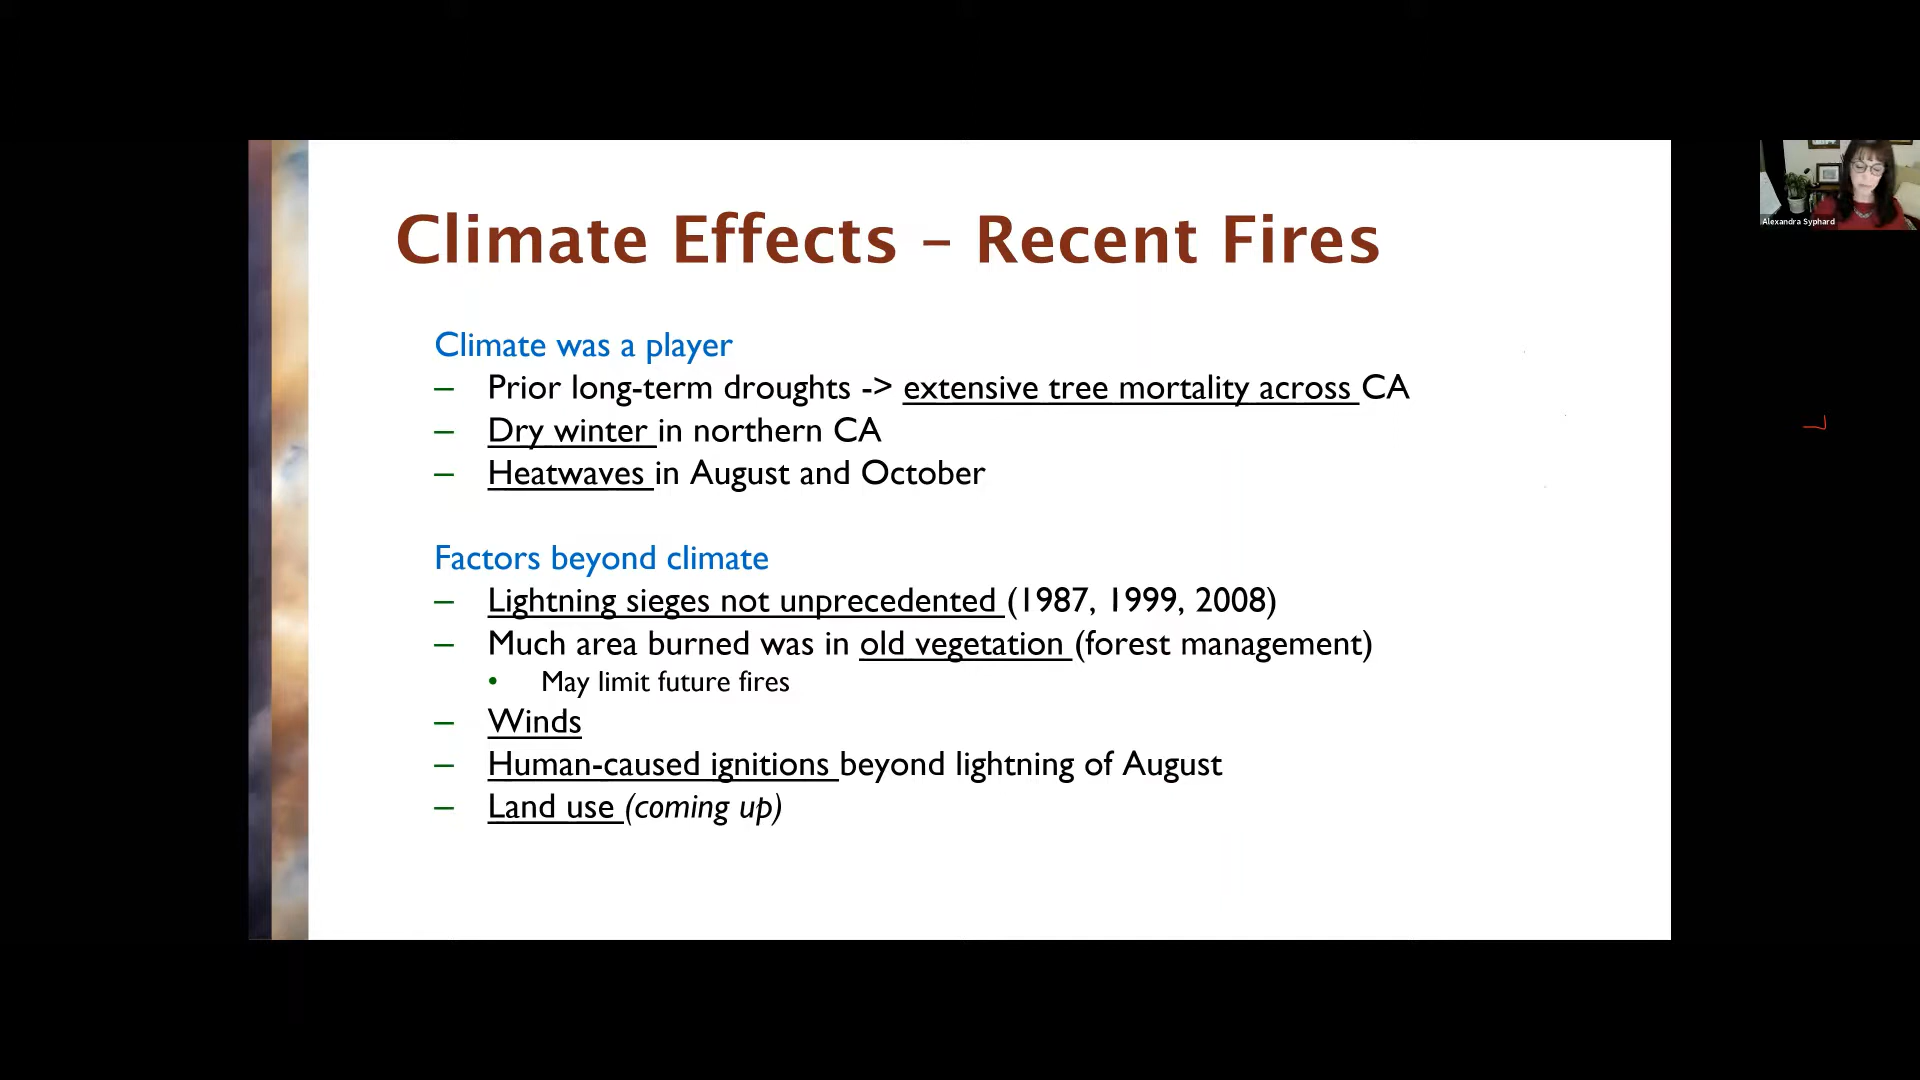 Climate Effects – Recent Fires
Alexandra Syphard
Climate was a player
– Prior long-term droughts -> extensive tree mortality across CA
– Dry winter in northern CA
– Heatwaves in August and October
Factors beyond climate
– Lightning sieges not unprecedented (1987, 1999, 2008)
– Much area burned was in old vegetation (forest management)
• May limit future fires
– Winds
– Human-caused ignitions beyond lightning of August
– Land use (coming up)